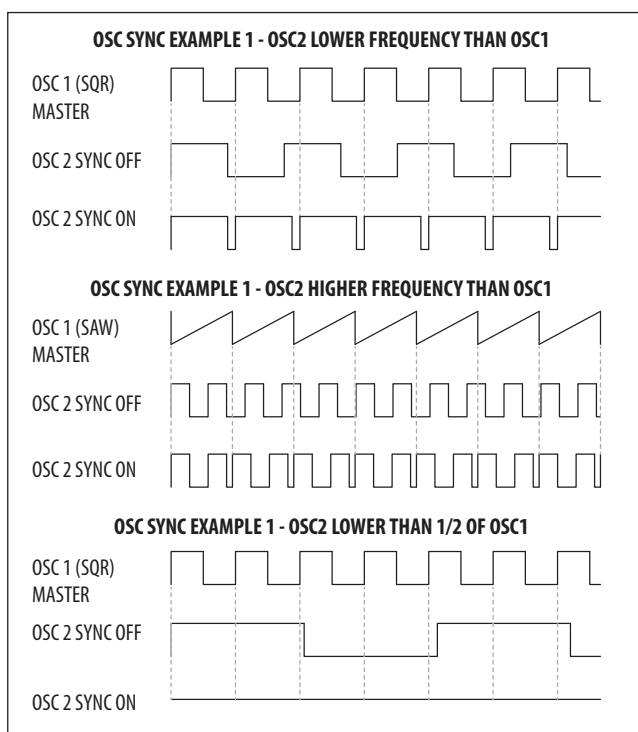 OSC SYNC EXAMPLE 1 - OSC2 LOWER FREQUENCY THAN OSC1
OSC 1 (SQR)
MASTER
OSC 2 SYNC OFF
OSC 2 SYNC ON
OSC SYNC EXAMPLE 1 - OSC2 HIGHER FREQUENCY THAN OSC1
OSC 1 (SAW)
MASTER
OSC 2 SYNC OFF
OSC 2 SYNC ON
OSC SYNC EXAMPLE 1 - OSC2 LOWER THAN 1/2 OF OSC1
OSC 1 (SQR)
MASTER
OSC 2 SYNC OFF
OSC 2 SYNC ON